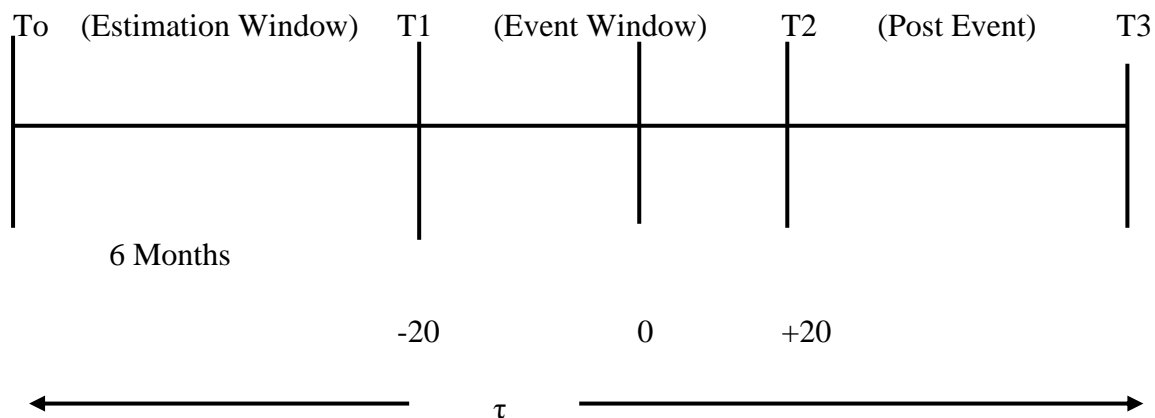 To (Estimation Window) T1 (Event Window) T2 (Post Event) T3
6 Months
-20 0 +20
τ